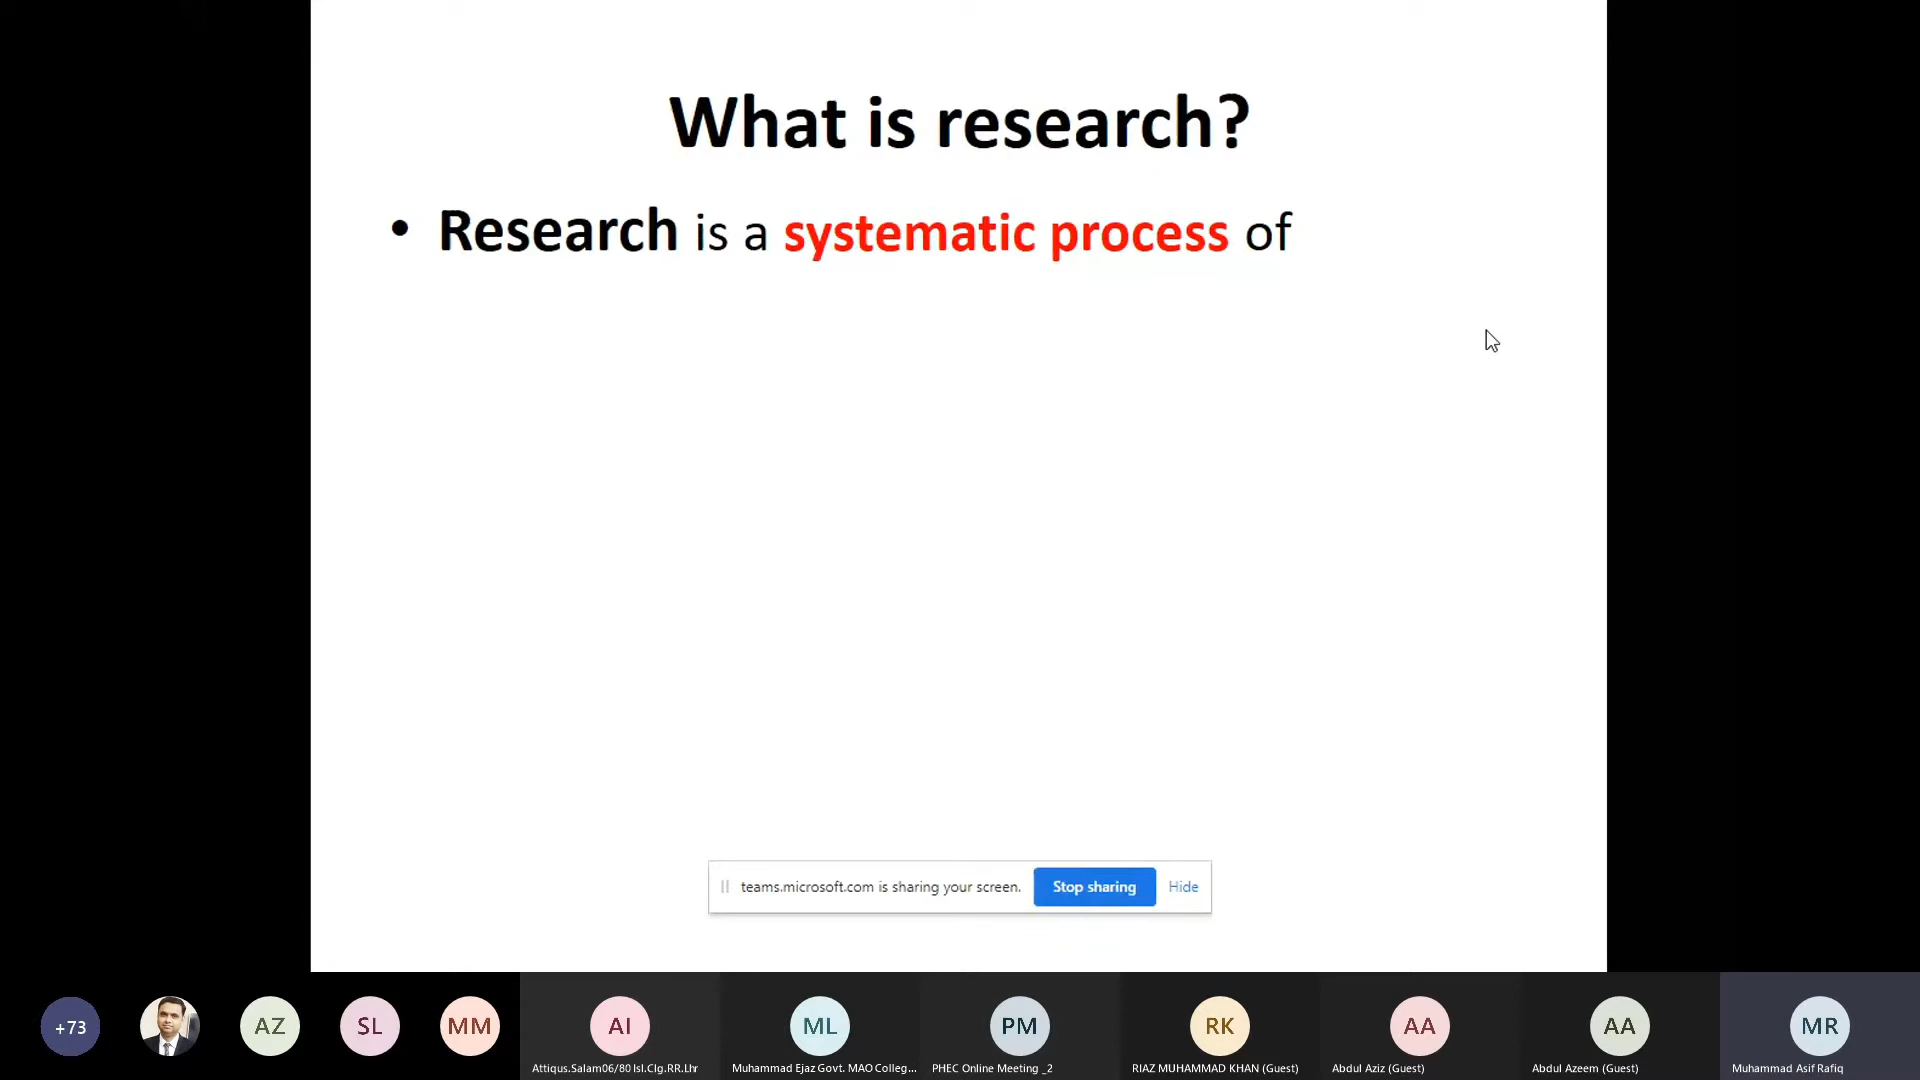 What is research?
• Research is a systematic process of
teams.microsoft.com is sharing your screen. Stop sharing Hide
+73 AZ SL MM AI ML PM RK AA AA MR
Attiqus.Salam06/80 Isl.Clg.RR.Lhr Muhammad Ejaz Govt. MAO Colleg... PHEC Online Meeting _2 RIAZ MUHAMMAD KHAN (Guest) Abdul Aziz (Guest) Abdul Azeem (Guest) Muhammad Asif Rafiq